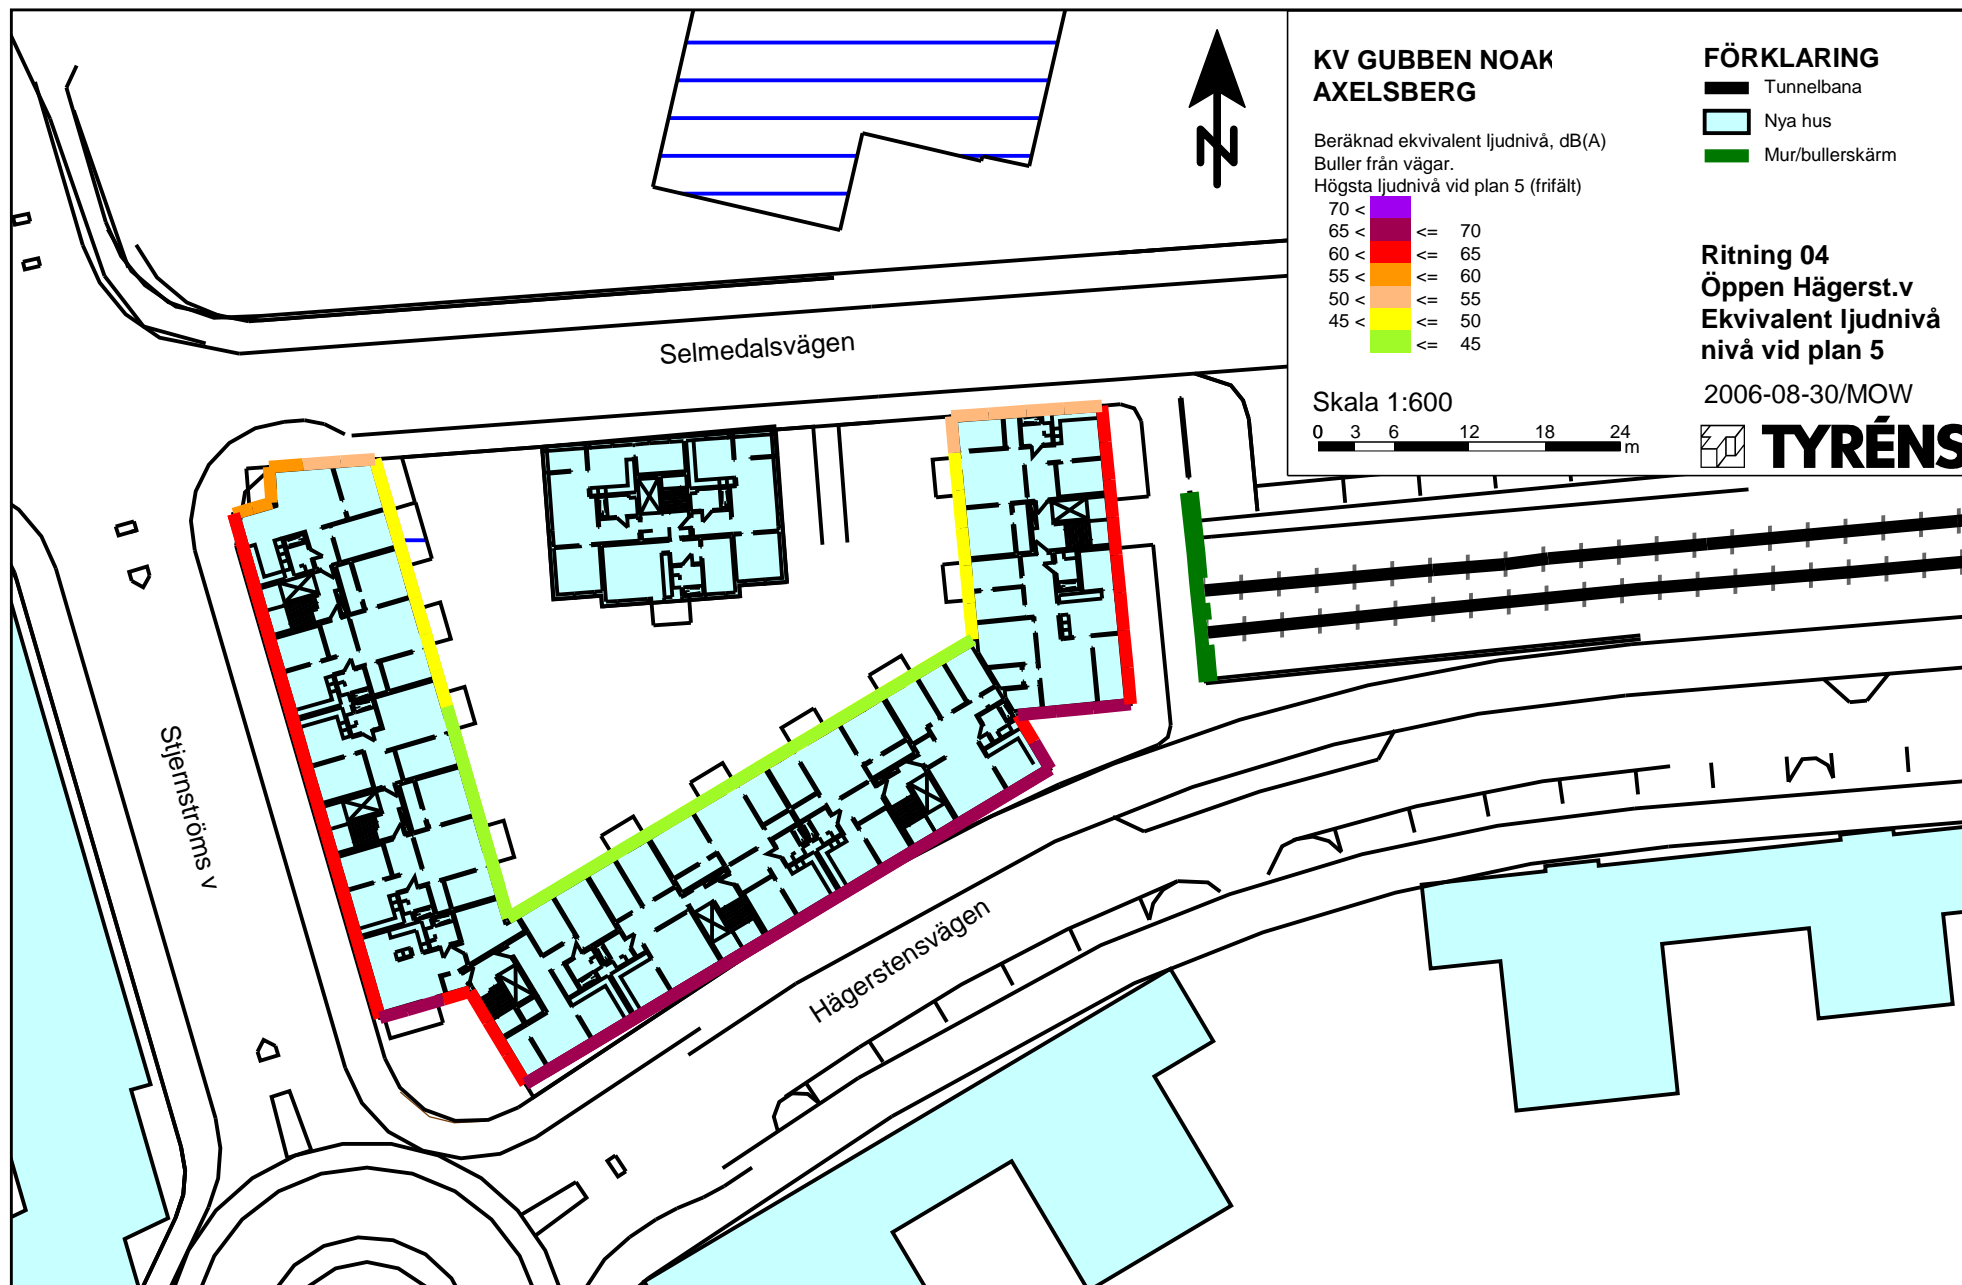 KV GUBBEN NOAK
AXELSBERG
Beräknad ekvivalent ljudnivå, dB(A)
Buller från vägar.
Högsta ljudnivå vid plan 5 (frifält)
70 <
65 < <= 70
60 < <= 65
55 < <= 60
50 < <= 55
45 < <= 50
<= 45
Skala 1:600
0 3 6 12 18 24
m
FÖRKLARING
Tunnelbana
Nya hus
Mur/bullerskärm
Ritning 04
Öppen Hägerst.v
Ekvivalent ljudnivå
nivå vid plan 5
2006-08-30/MOW
TYRÉNS
N
Selmedalsvägen
Stjernströms v
Hägerstensvägen